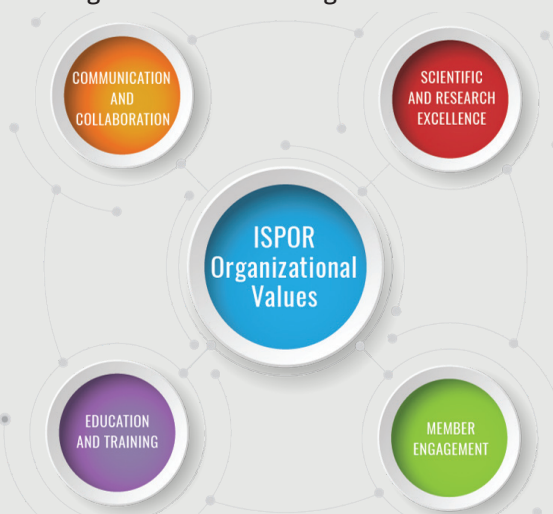 COMMUNICATION
AND
COLLABORATION
SCIENTIFIC
AND RESEARCH
EXCELLENCE
ISPOR
Organizational
Values
EDUCATION
AND TRAINING
MEMBER
ENGAGEMENT